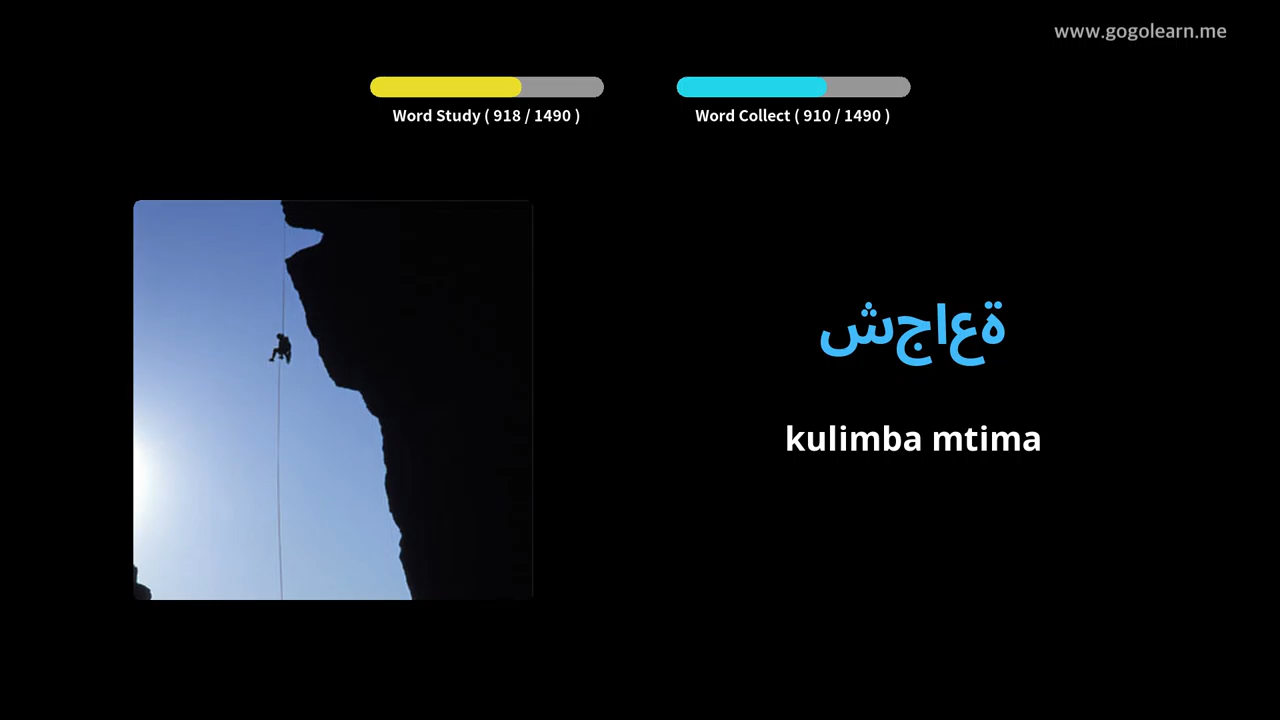 www.gogolearn.me
Word Study ( 918 / 1490 )
Word Collect ( 910 / 1490 )
شجاعة
kulimba mtima